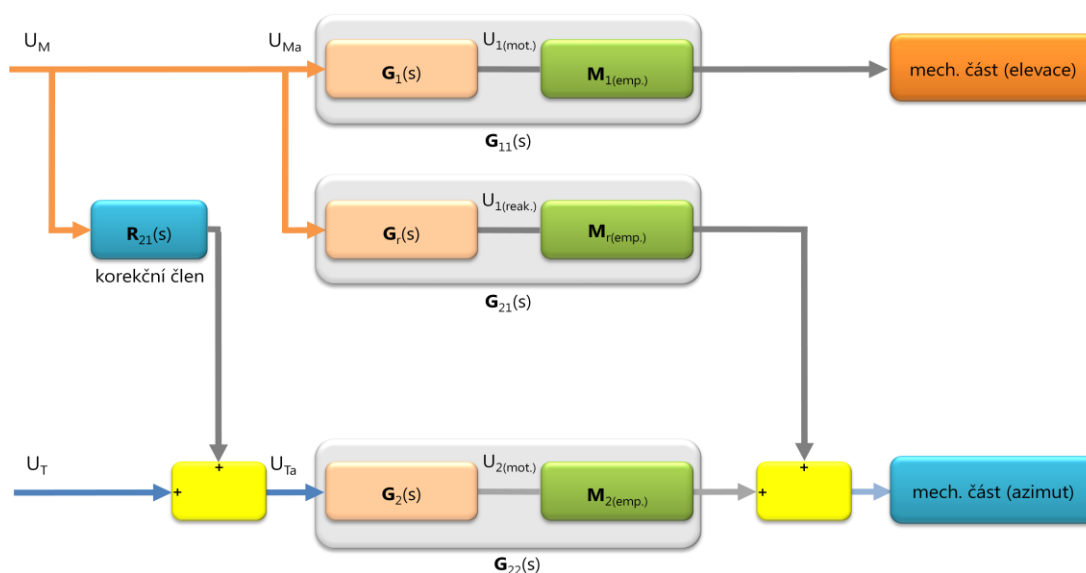 U_M
U_Ma
U_1(mot.)
G_1(s)
M_1(emp.)
mech. část (elevace)
G_11(s)
U_1(reak.)
R_21(s)
G_r(s)
M_r(emp.)
korekční člen
G_21(s)
U_T
+
+
U_Ta
U_2(mot.)
G_2(s)
M_2(emp.)
+
+
mech. část (azimut)
G_22(s)